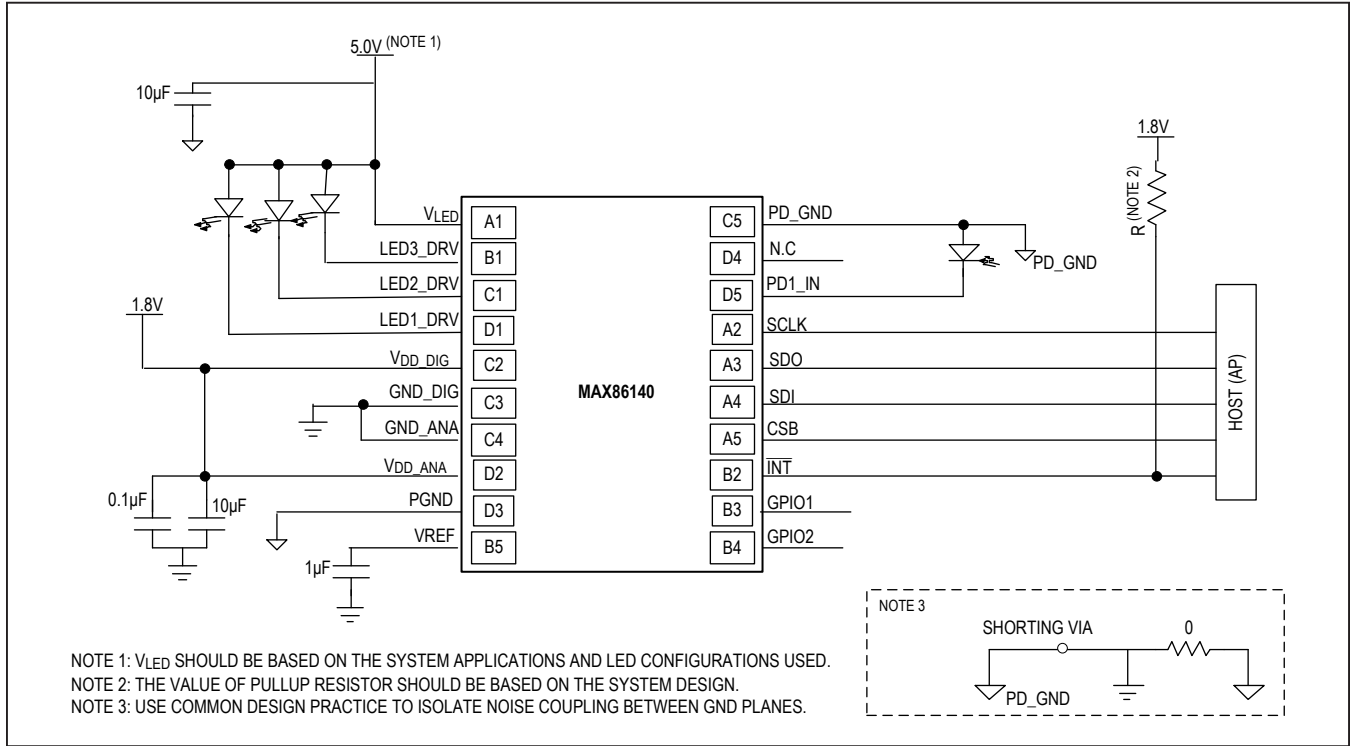 5.0V (NOTE 1)
10µF
1.8V
R (NOTE 2)
VLED A1 C5 PD_GND
PD_GND
LED3_DRV B1 D4 N.C
LED2_DRV C1 D5 PD1_IN
1.8V
LED1_DRV D1 A2 SCLK
VDD_DIG C2 A3 SDO
MAX86140
HOST (AP)
GND_DIG C3 A4 SDI
GND_ANA C4 A5 CSB
VDD_ANA D2 B2 INT
0.1µF 10µF
PGND D3 B3 GPIO1
VREF B5 B4 GPIO2
1µF
NOTE 3
SHORTING VIA 0
PD_GND
NOTE 1: VLED SHOULD BE BASED ON THE SYSTEM APPLICATIONS AND LED CONFIGURATIONS USED.
NOTE 2: THE VALUE OF PULLUP RESISTOR SHOULD BE BASED ON THE SYSTEM DESIGN.
NOTE 3: USE COMMON DESIGN PRACTICE TO ISOLATE NOISE COUPLING BETWEEN GND PLANES.